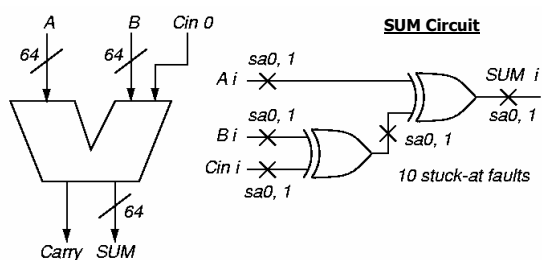 A
B
Cin 0
64
64
64
Carry
SUM
SUM Circuit
sa0, 1
A i
sa0, 1
B i
Cin i
sa0, 1
sa0, 1
SUM i
sa0, 1
10 stuck-at faults